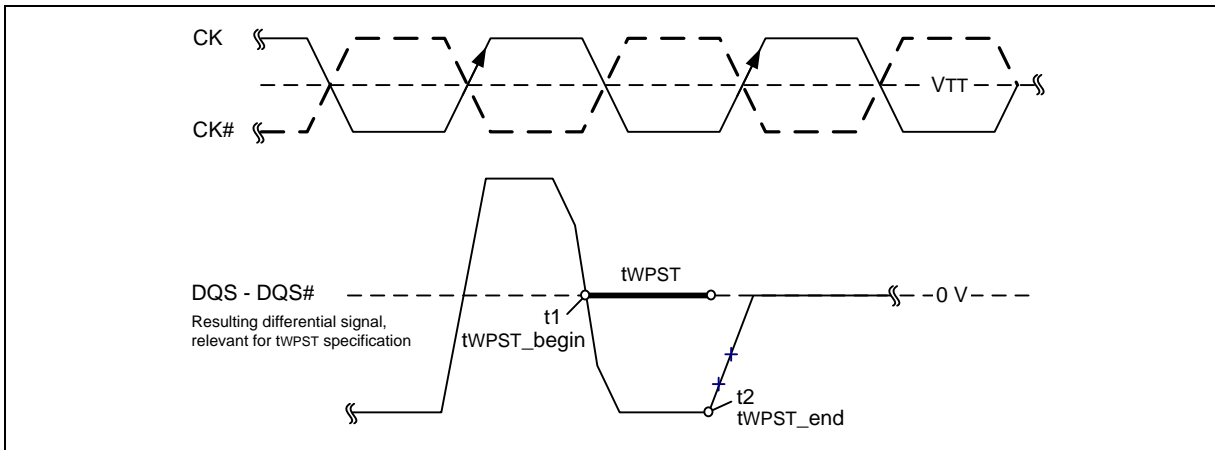 CK
VTT
CK#
tWPST
DQS - DQS#
0 V
t1
Resulting differential signal,
relevant for tWPST specification
tWPST_begin
t2
tWPST_end